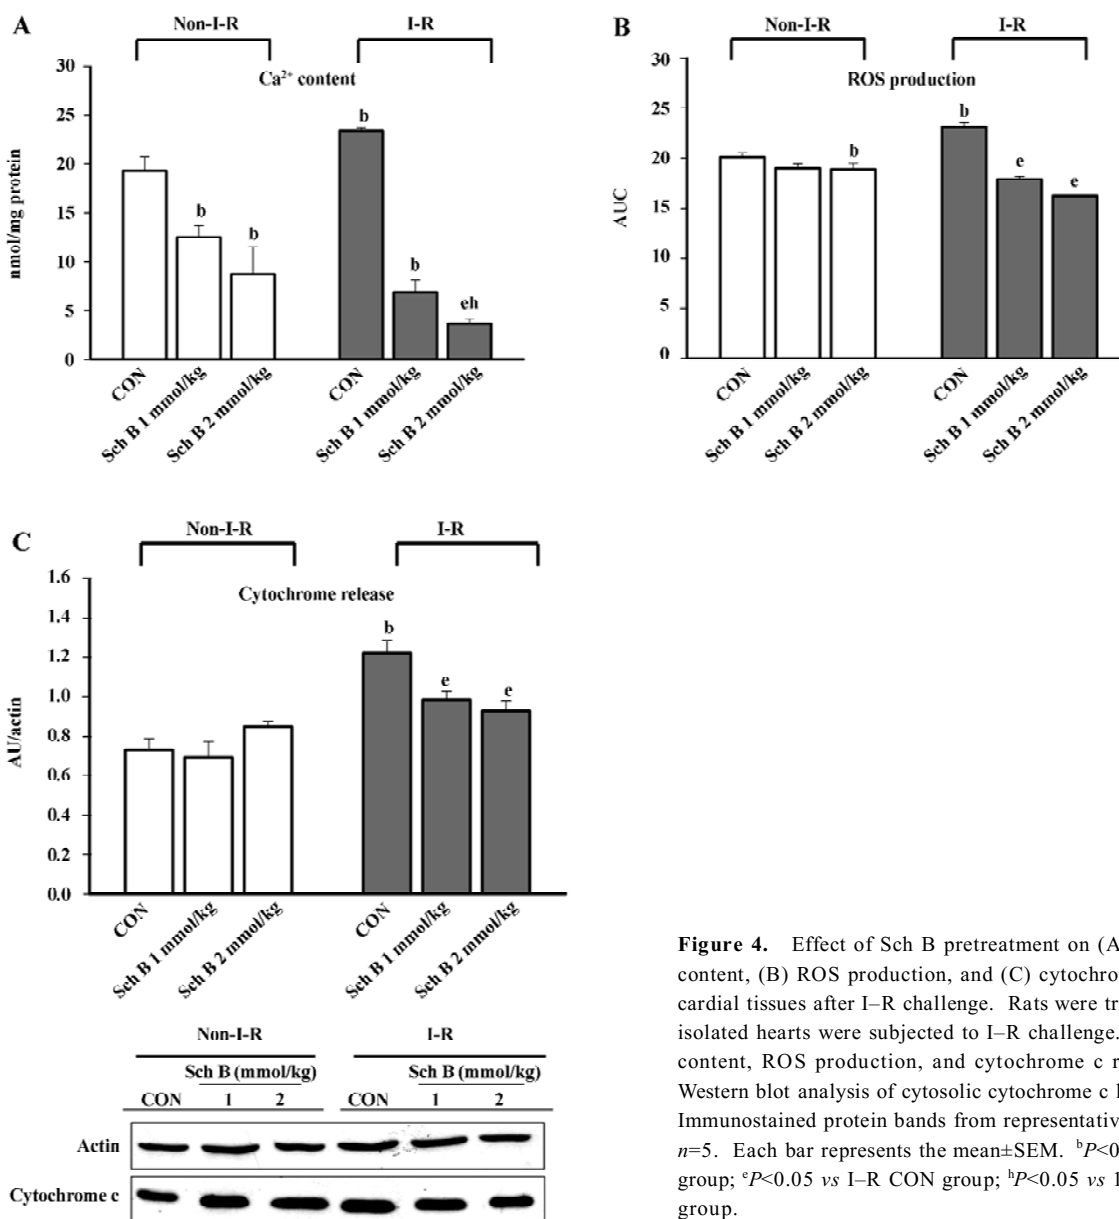 A
Non-I-R
I-R
Ca²⁺ content
nmol/mg protein
30
25
20
15
10
5
0
b
b
b
b
eh
CON
Sch B 1 mmol/kg
Sch B 2 mmol/kg
CON
Sch B 1 mmol/kg
Sch B 2 mmol/kg
B
Non-I-R
I-R
ROS production
AUC
30
25
20
15
10
5
0
b
b
e
e
CON
Sch B 1 mmol/kg
Sch B 2 mmol/kg
CON
Sch B 1 mmol/kg
Sch B 2 mmol/kg
C
Non-I-R
I-R
Cytochrome release
AU/actin
1.6
1.4
1.2
1.0
0.8
0.6
0.4
0.2
0.0
b
e
e
CON
Sch B 1 mmol/kg
Sch B 2 mmol/kg
CON
Sch B 1 mmol/kg
Sch B 2 mmol/kg
Non-I-R
I-R
Sch B (mmol/kg)
Sch B (mmol/kg)
CON 1 2 CON 1 2
Actin
Cytochrome c
Figure 4. Effect of Sch B pretreatment on (A
content, (B) ROS production, and (C) cytochro
cardial tissues after I–R challenge. Rats were tr
isolated hearts were subjected to I–R challenge.
content, ROS production, and cytochrome c r
Western blot analysis of cytosolic cytochrome c l
Immunostained protein bands from representativ
n=5. Each bar represents the mean±SEM. ᵇP<0
group; ᵉP<0.05 vs I–R CON group; ʰP<0.05 vs 1
group.